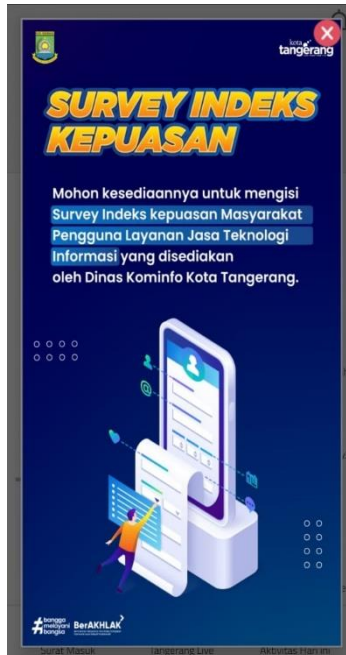 kota
tangerang
SURVEY INDEKS
KEPUASAN
Mohon kesediaannya untuk mengisi
Survey Indeks kepuasan Masyarakat
Pengguna Layanan Jasa Teknologi
Informasi yang disediakan
oleh Dinas Kominfo Kota Tangerang.
#bangga
melayani
bangsa
BerAKHLAK
Surat Masuk Tangerang Live Aktivitas Hari Ini